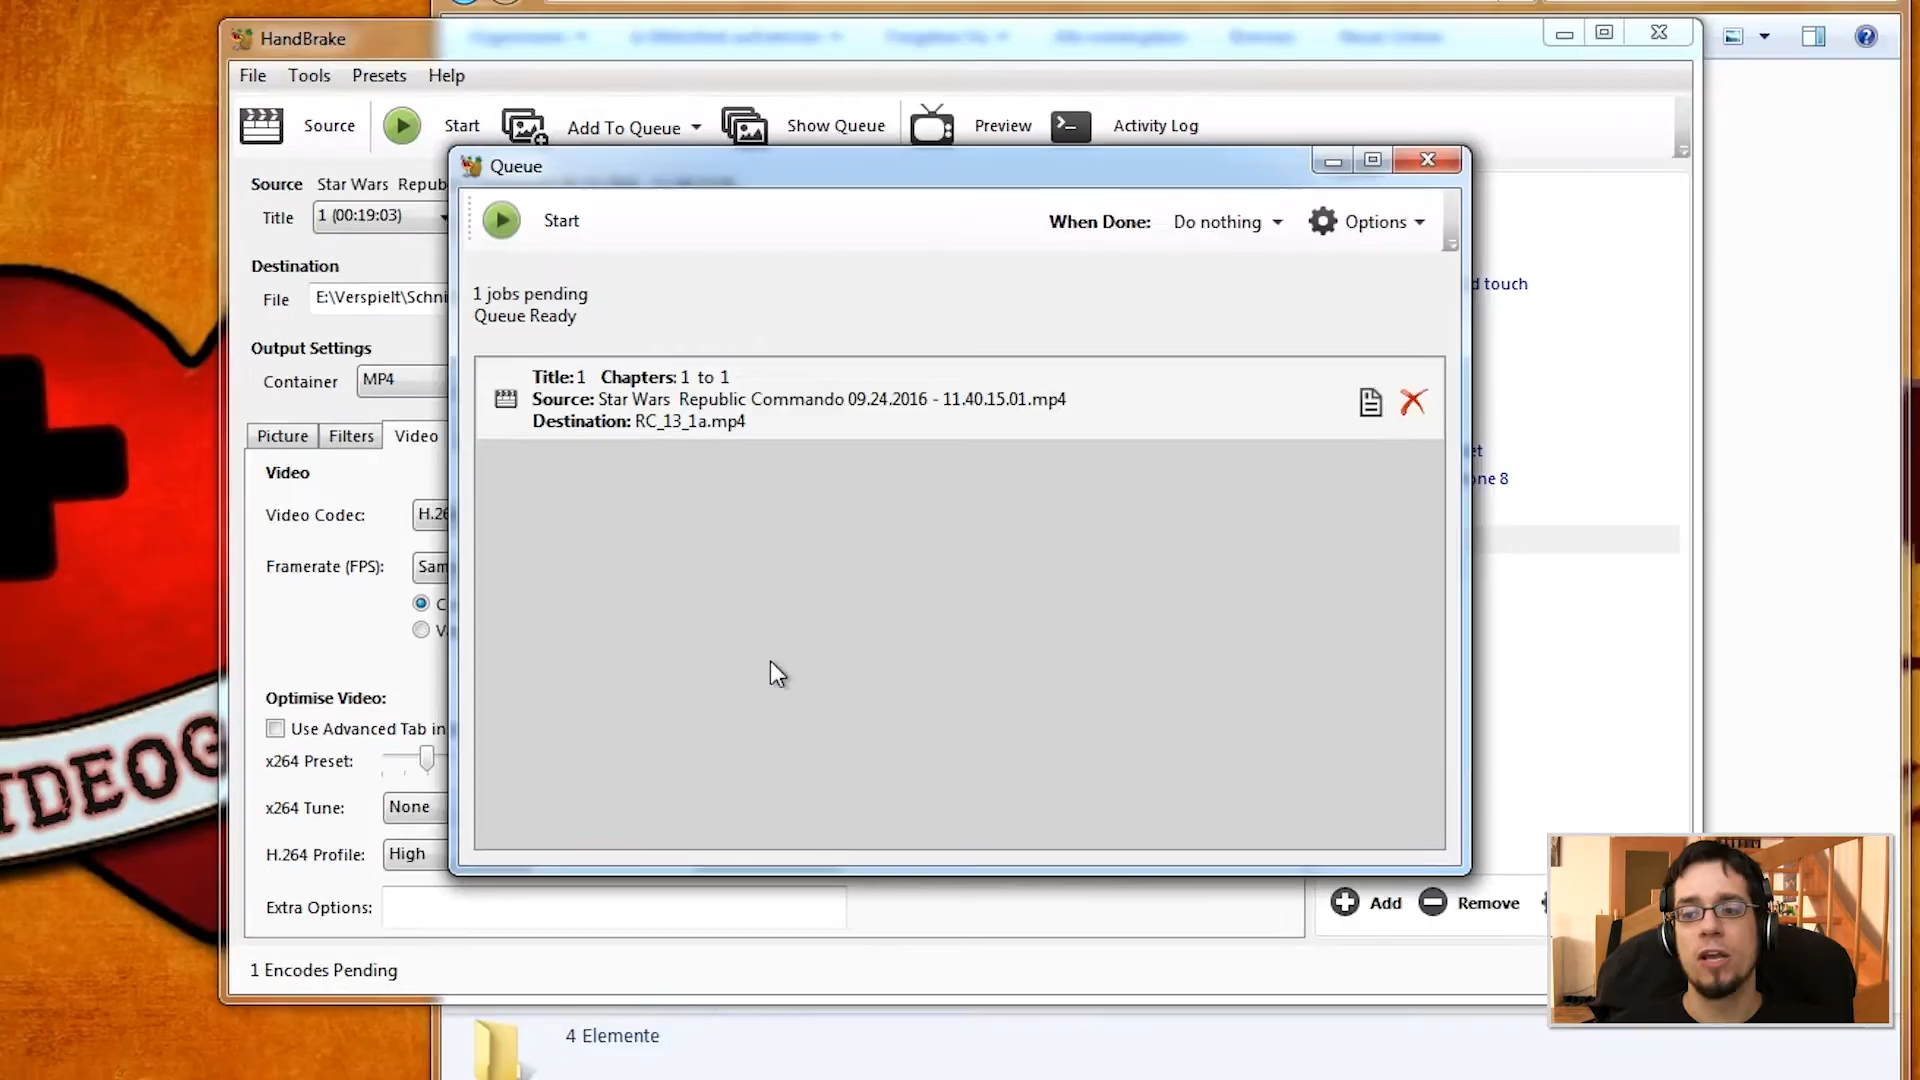 HandBrake
File Tools Presets Help
Source Start Add To Queue Show Queue Preview Activity Log
Queue
Source Star Wars Repub
Title 1 (00:19:03)
Start When Done: Do nothing Options
Destination
File E:\Verspielt\Schni
1 jobs pending
Queue Ready
d touch
Output Settings
Container MP4
Title: 1 Chapters: 1 to 1
Source: Star Wars Republic Commando 09.24.2016 - 11.40.15.01.mp4
Destination: RC_13_1a.mp4
Picture Filters Video
et
one 8
Video
Video Codec: H.26
Framerate (FPS): Sam
C
V
Optimise Video:
Use Advanced Tab in
x264 Preset:
x264 Tune: None
H.264 Profile: High
Extra Options:
Add Remove
1 Encodes Pending
4 Elemente
IDEOG